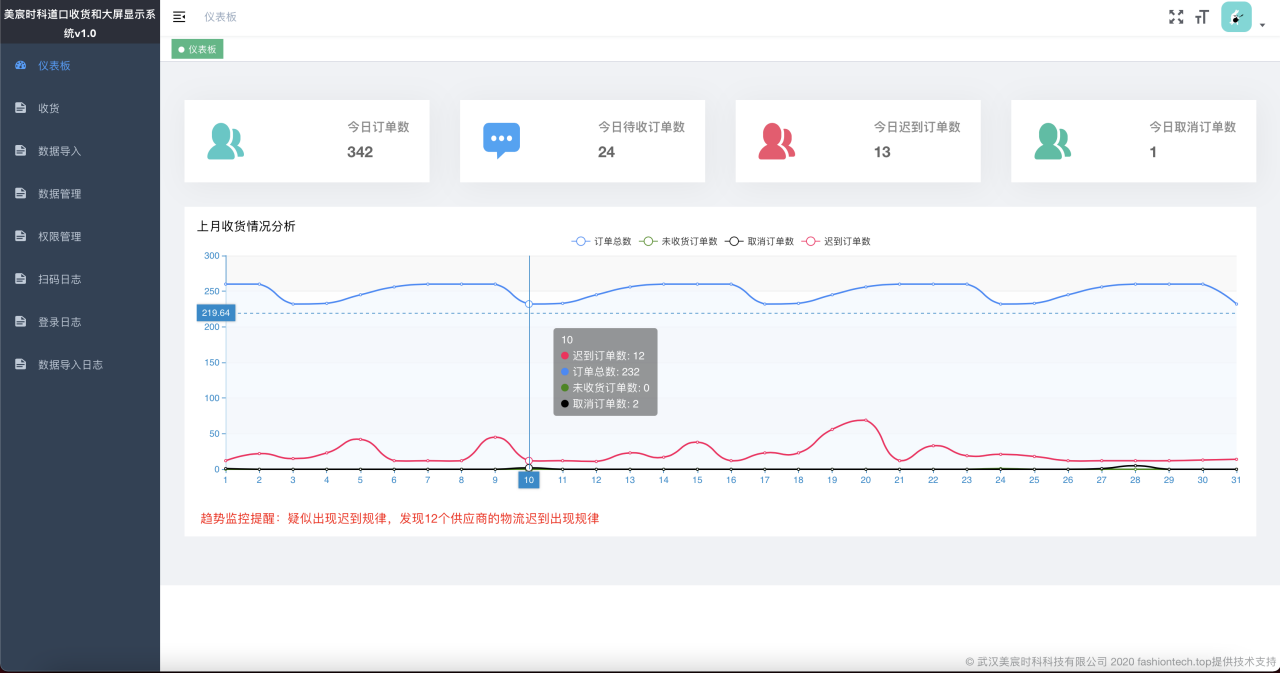 美宸时科道口收货和大屏显示系
统v1.0
仪表板
收货
数据导入
数据管理
权限管理
扫码日志
登录日志
数据导入日志
仪表板
仪表板
今日订单数
342
今日待收订单数
24
今日迟到订单数
13
今日取消订单数
1
上月收货情况分析
订单总数 未收货订单数 取消订单数 迟到订单数
300
250
219.64
200
150
100
50
0
10
迟到订单数: 12
订单总数: 232
未收货订单数: 0
取消订单数: 2
1 2 3 4 5 6 7 8 9 10 11 12 13 14 15 16 17 18 19 20 21 22 23 24 25 26 27 28 29 30 31
趋势监控提醒：疑似出现迟到规律，发现12个供应商的物流迟到出现规律
© 武汉美宸时科科技有限公司 2020 fashiontech.top提供技术支持